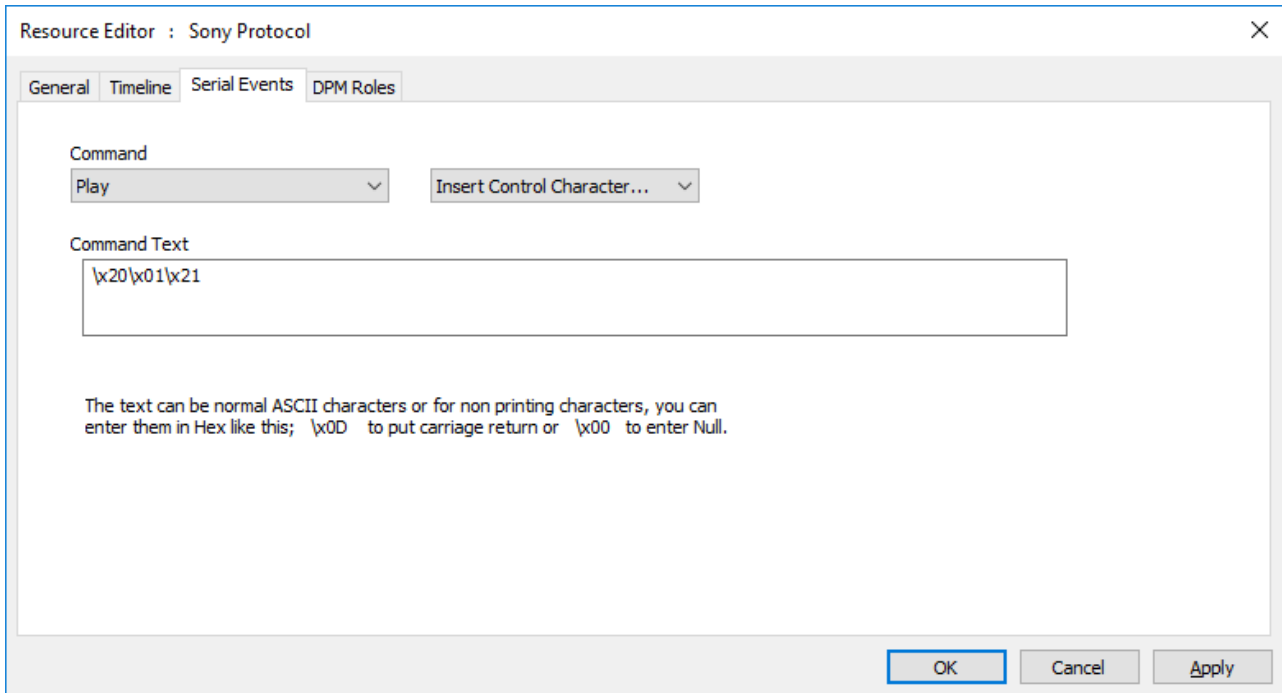 Resource Editor : Sony Protocol
General Timeline Serial Events DPM Roles
Command
Play Insert Control Character...
Command Text
\x20\x01\x21
The text can be normal ASCII characters or for non printing characters, you can
enter them in Hex like this; \x0D to put carriage return or \x00 to enter Null.
OK Cancel Apply